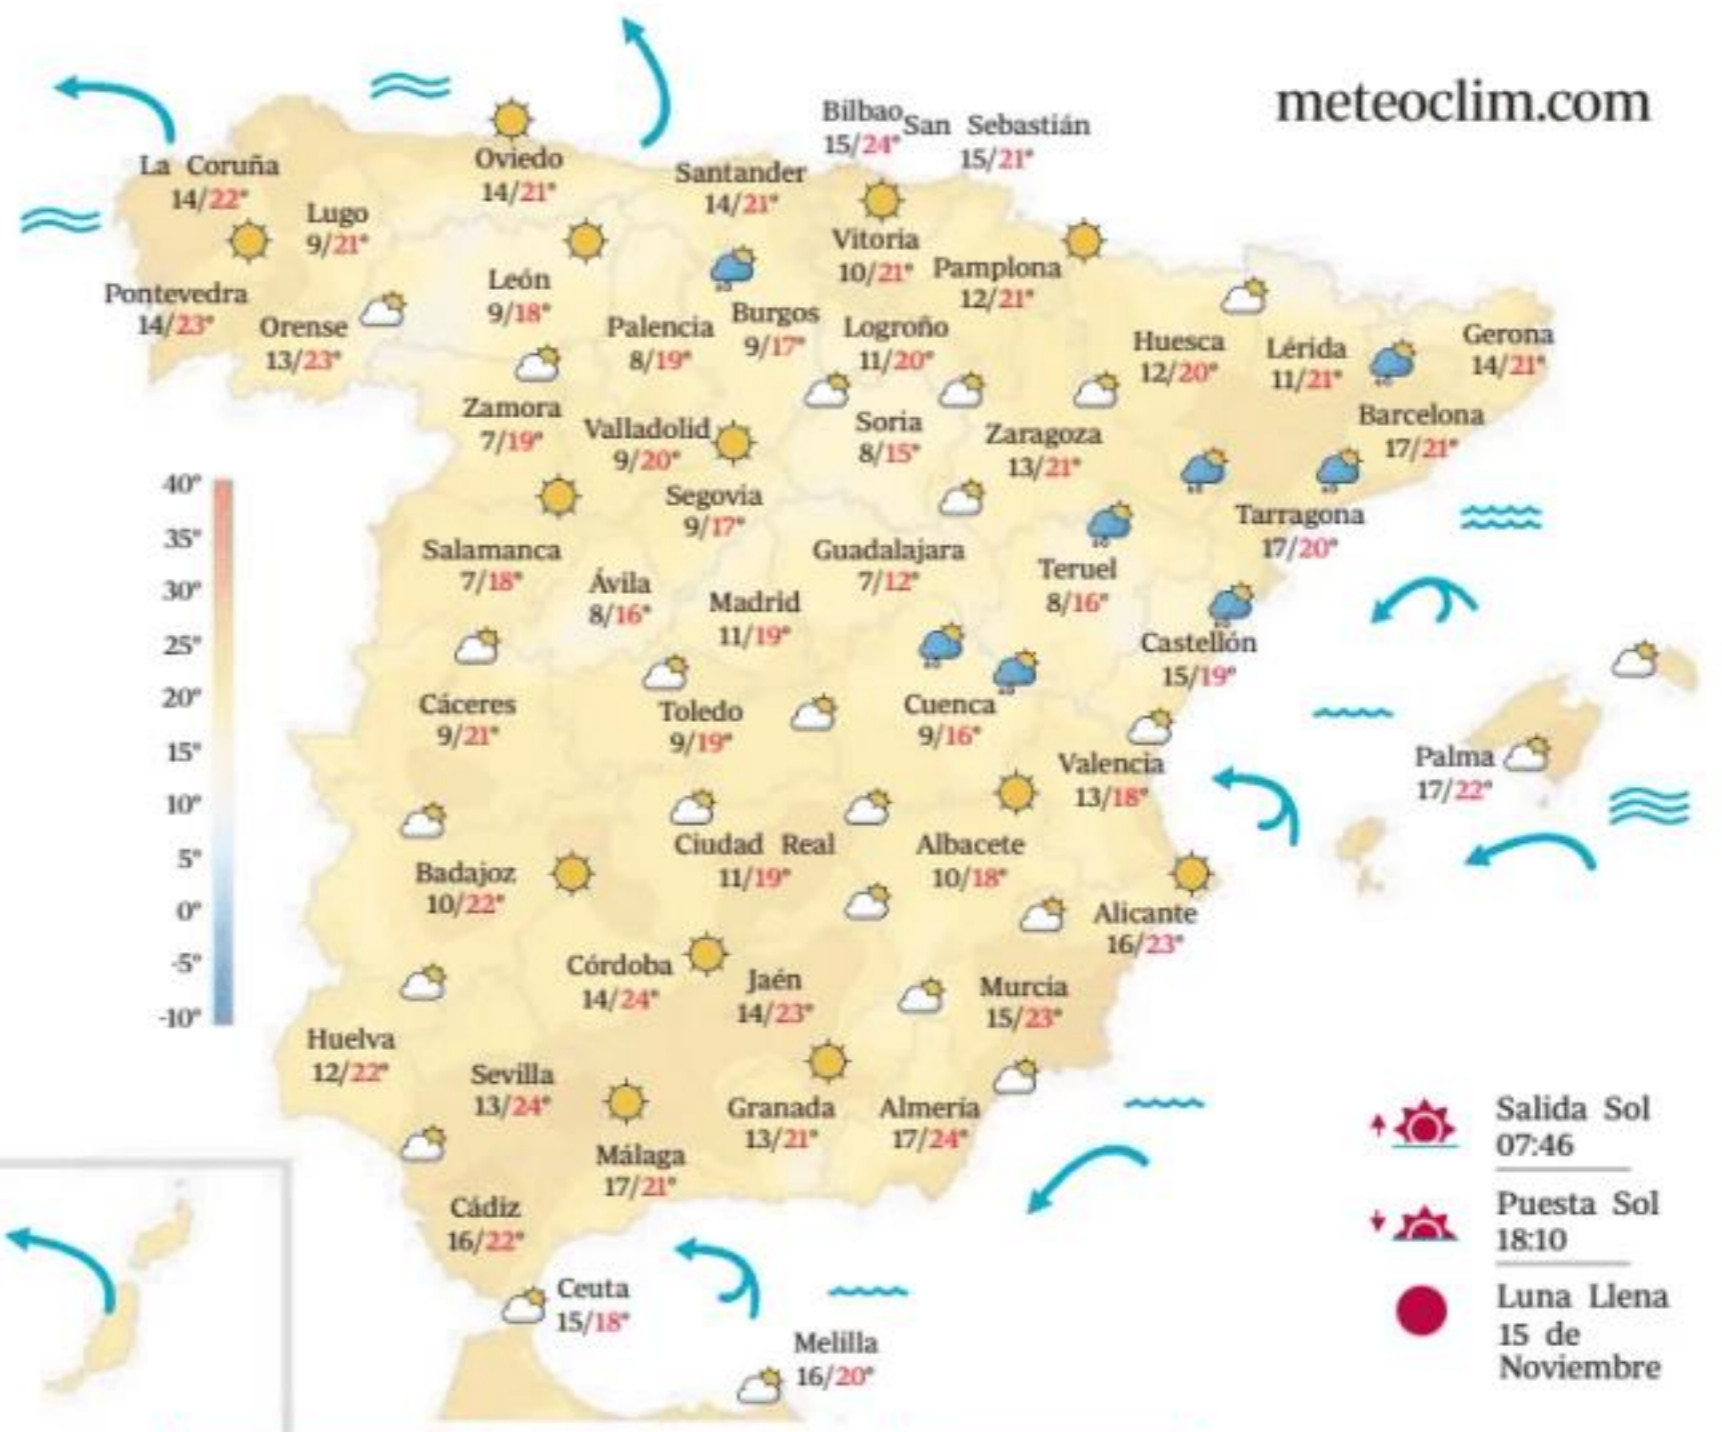 meteoclim.com
Bilbao
15/24°
San Sebastián
15/21°
La Coruña
14/22°
Oviedo
14/21°
Santander
14/21°
Lugo
9/21°
Vitoria
10/21°
Pamplona
12/21°
León
9/18°
Pontevedra
14/23°
Orense
13/23°
Palencia
8/19°
Burgos
9/17°
Logroño
11/20°
Huesca
12/20°
Lérida
11/21°
Gerona
14/21°
Zamora
7/19°
Valladolid
9/20°
Soria
8/15°
Zaragoza
13/21°
Barcelona
17/21°
Segovia
9/17°
Tarragona
17/20°
Salamanca
7/18°
Ávila
8/16°
Madrid
11/19°
Guadalajara
7/12°
Teruel
8/16°
Castellón
15/19°
Cáceres
9/21°
Toledo
9/19°
Cuenca
9/16°
Valencia
13/18°
Palma
17/22°
Badajoz
10/22°
Ciudad Real
11/19°
Albacete
10/18°
Alicante
16/23°
Córdoba
14/24°
Jaén
14/23°
Murcia
15/23°
Huelva
12/22°
Sevilla
13/24°
Granada
13/21°
Almería
17/24°
Málaga
17/21°
Cádiz
16/22°
Ceuta
15/18°
Melilla
16/20°
40°
35°
30°
25°
20°
15°
10°
5°
0°
-5°
-10°
Salida Sol
07:46
Puesta Sol
18:10
Luna Llena
15 de
Noviembre